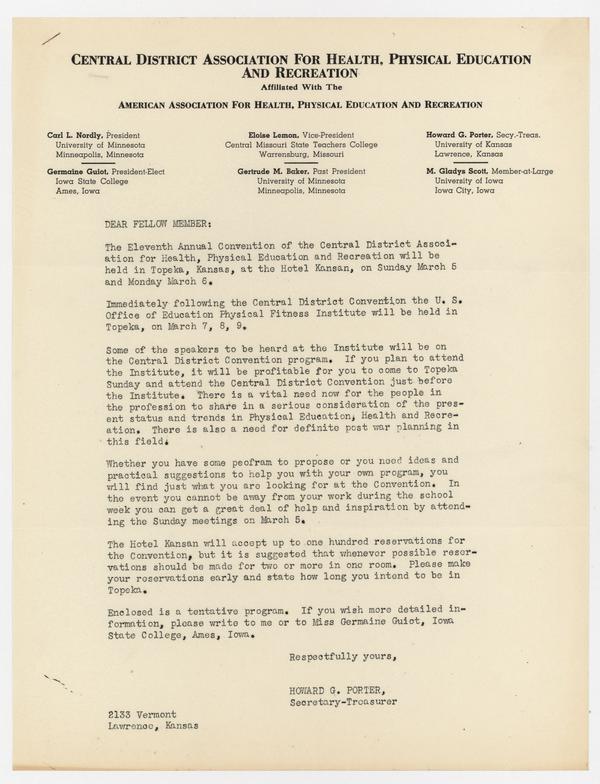 CENTRAL DISTRICT ASSOCIATION FOR HEALTH, PHYSICAL EDUCATION
AND RECREATION
Affiliated With The
AMERICAN ASSOCIATION FOR HEALTH, PHYSICAL EDUCATION AND RECREATION
Carl L. Nordly, President
University of Minnesota
Minneapolis, Minnesota
Germaine Guiot, President-Elect
Iowa State College
Ames, Iowa
Eloise Lemon, Vice-President
Central Missouri State Teachers College
Warrensburg, Missouri
Gertrude M. Baker, Past President
University of Minnesota
Minneapolis, Minnesota
Howard G. Porter, Secy.-Treas.
University of Kansas
Lawrence, Kansas
M. Gladys Scott, Member-at-Large
University of Iowa
Iowa City, Iowa
DEAR FELLOW MEMBER:
The Eleventh Annual Convention of the Central District Associ-
ation for Health, Physical Education and Recreation will be
held in Topeka, Kansas, at the Hotel Kansan, on Sunday March 5
and Monday March 6.
Immediately following the Central District Convention the U. S.
Office of Education Physical Fitness Institute will be held in
Topeka, on March 7, 8, 9.
Some of the speakers to be heard at the Institute will be on
the Central District Convention program. If you plan to attend
the Institute, it will be profitable for you to come to Topeka
Sunday and attend the Central District Convention just before
the Institute. There is a vital need now for the people in
the profession to share in a serious consideration of the pres-
ent status and trends in Physical Education, Health and Recre-
ation. There is also a need for definite post war planning in
this field.
Whether you have some peofram to propose or you need ideas and
practical suggestions to help you with your own program, you
will find just what you are looking for at the Convention. In
the event you cannot be away from your work during the school
week you can get a great deal of help and inspiration by attend-
ing the Sunday meetings on March 5.
The Hotel Kansan will accept up to one hundred reservations for
the Convention, but it is suggested that whenever possible reser-
vations should be made for two or more in one room. Please make
your reservations early and state how long you intend to be in
Topeka.
Enclosed is a tentative program. If you wish more detailed in-
formation, please write to me or to Miss Germaine Guiot, Iowa
State College, Ames, Iowa.
Respectfully yours,
HOWARD G. PORTER,
Secretary-Treasurer
2133 Vermont
Lawrence, Kansas